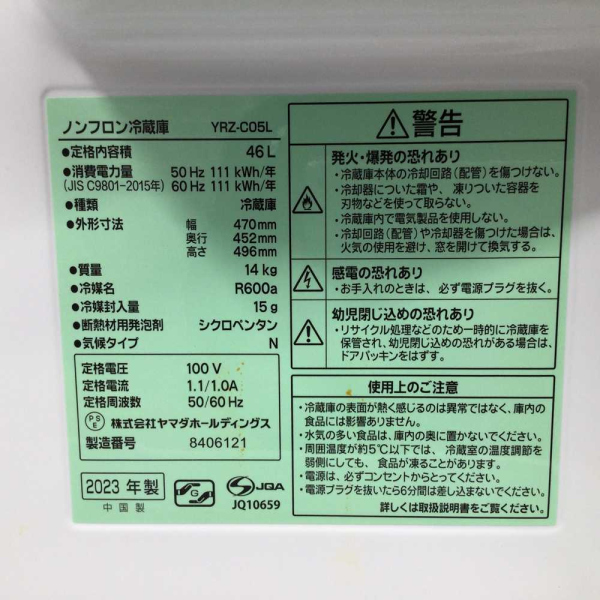 ノンフロン冷蔵庫 YRZ-C05L
●定格内容積 46 L
●消費電力量 50 Hz 111 kWh/年
(JIS C9801-2015年) 60 Hz 111 kWh/年
●種類 冷蔵庫
●外形寸法 幅 470mm
奥行 452mm
高さ 496mm
●質量 14 kg
●冷媒名 R600a
●冷媒封入量 15 g
●断熱材用発泡剤 シクロペンタン
●気候タイプ N
定格電圧 100 V
定格電流 1.1/1.0A
定格周波数 50/60 Hz
PSE 株式会社ヤマダホールディングス
製造番号 8406121
2023 年製
中国製
G
JQA
JQ10659
警告
発火・爆発の恐れあり
・冷蔵庫本体の冷却回路(配管)を傷つけない。
・冷却器についた霜や、凍りついた容器を
刃物などを使って取らない。
・冷蔵庫内で電気製品を使用しない。
・冷却回路(配管)や冷却器を傷つけた場合は、
火気の使用を避け、窓を開けて換気する。
感電の恐れあり
・お手入れのときは、必ず電源プラグを抜く。
幼児閉じ込めの恐れあり
・リサイクル処理などのため一時的に冷蔵庫を
保管され、幼児閉じ込めの恐れがある場合は、
ドアパッキンをはずす。
使用上のご注意
・冷蔵庫の表面が熱く感じるのは異常ではなく、庫内の
食品には影響ありません。
・水気の多い食品は、庫内の奥に置かないでください。
・周囲温度が約5℃以下では、冷蔵室の温度調節を
弱側にしても、食品が凍ることがあります。
・電源は、必ずコンセントからとってください。
・電源プラグを抜いたら6分間は差し込まないでください。
詳しくは取扱説明書をご覧ください。